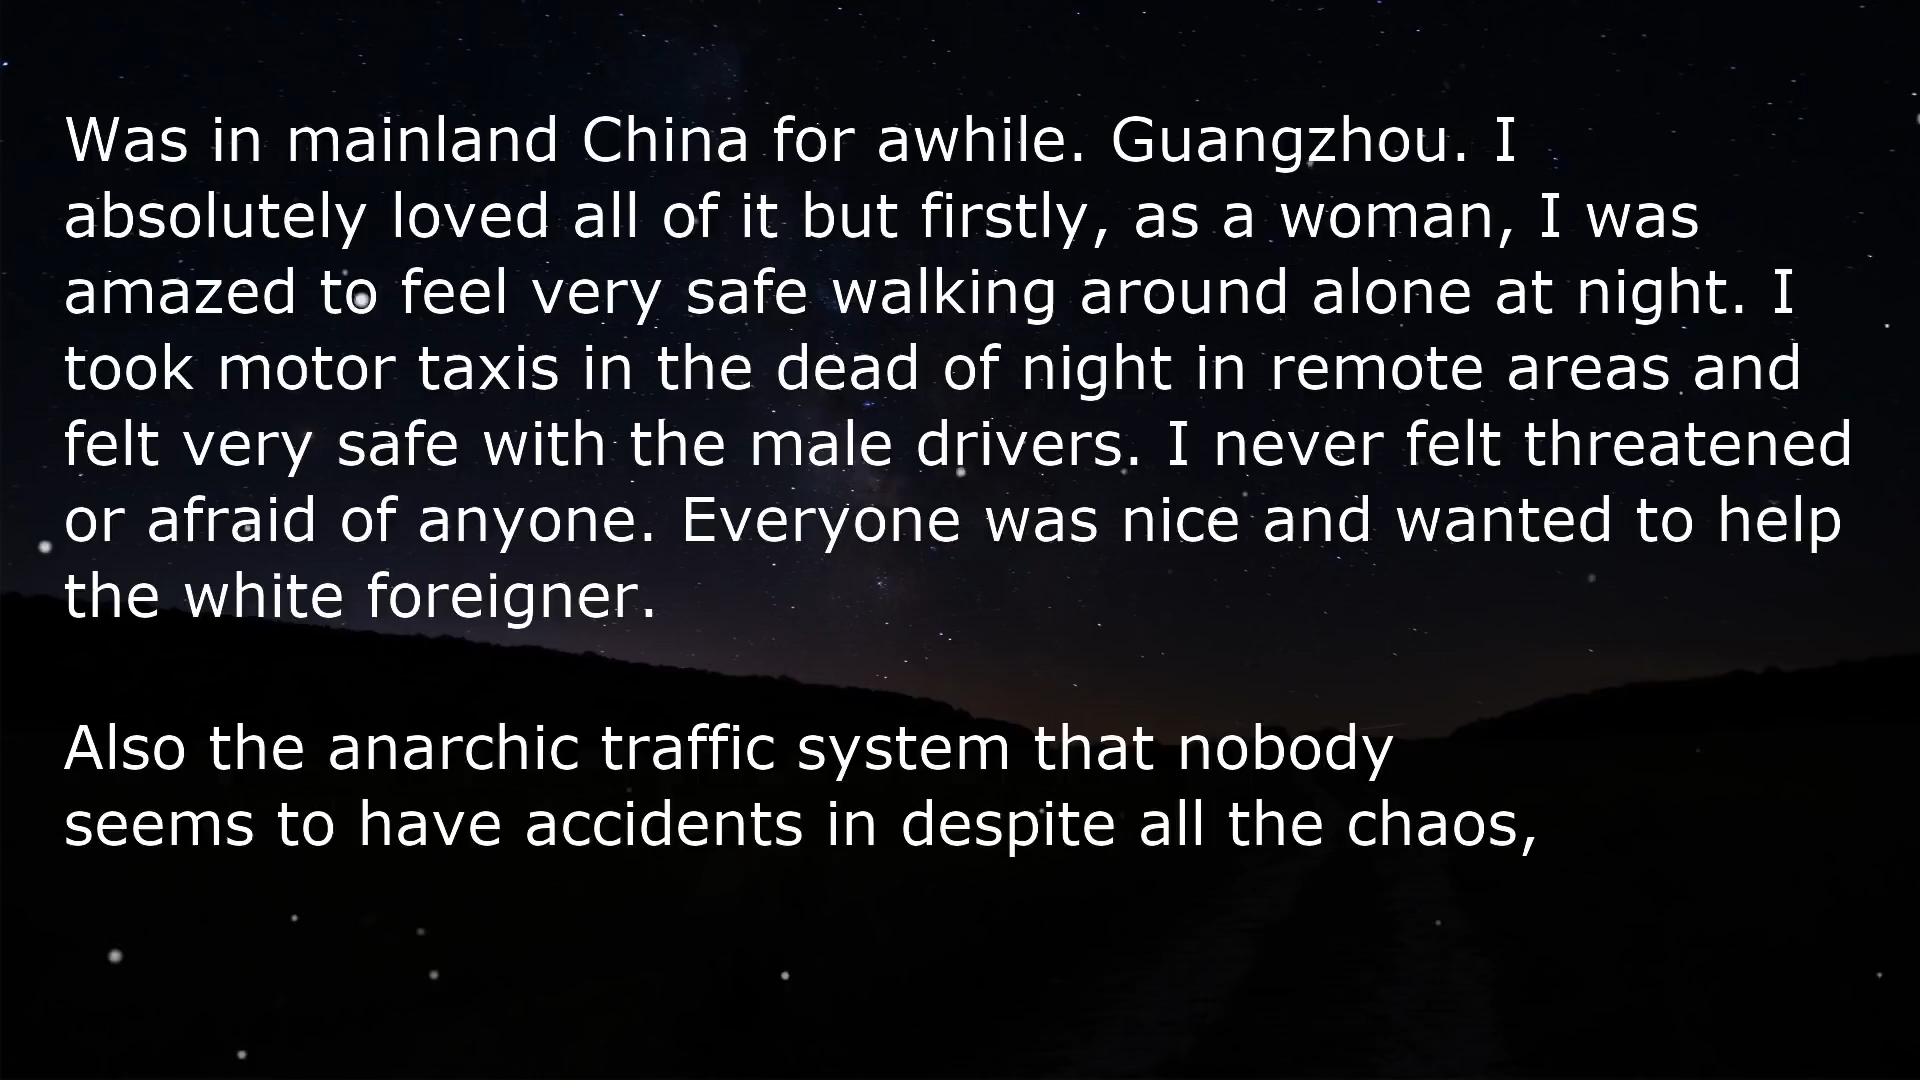 Was in mainland China for awhile. Guangzhou. I
absolutely loved all of it but firstly, as a woman, I was
amazed to feel very safe walking around alone at night. I
took motor taxis in the dead of night in remote areas and
felt very safe with the male drivers. I never felt threatened
or afraid of anyone. Everyone was nice and wanted to help
the white foreigner.
Also the anarchic traffic system that nobody
seems to have accidents in despite all the chaos,